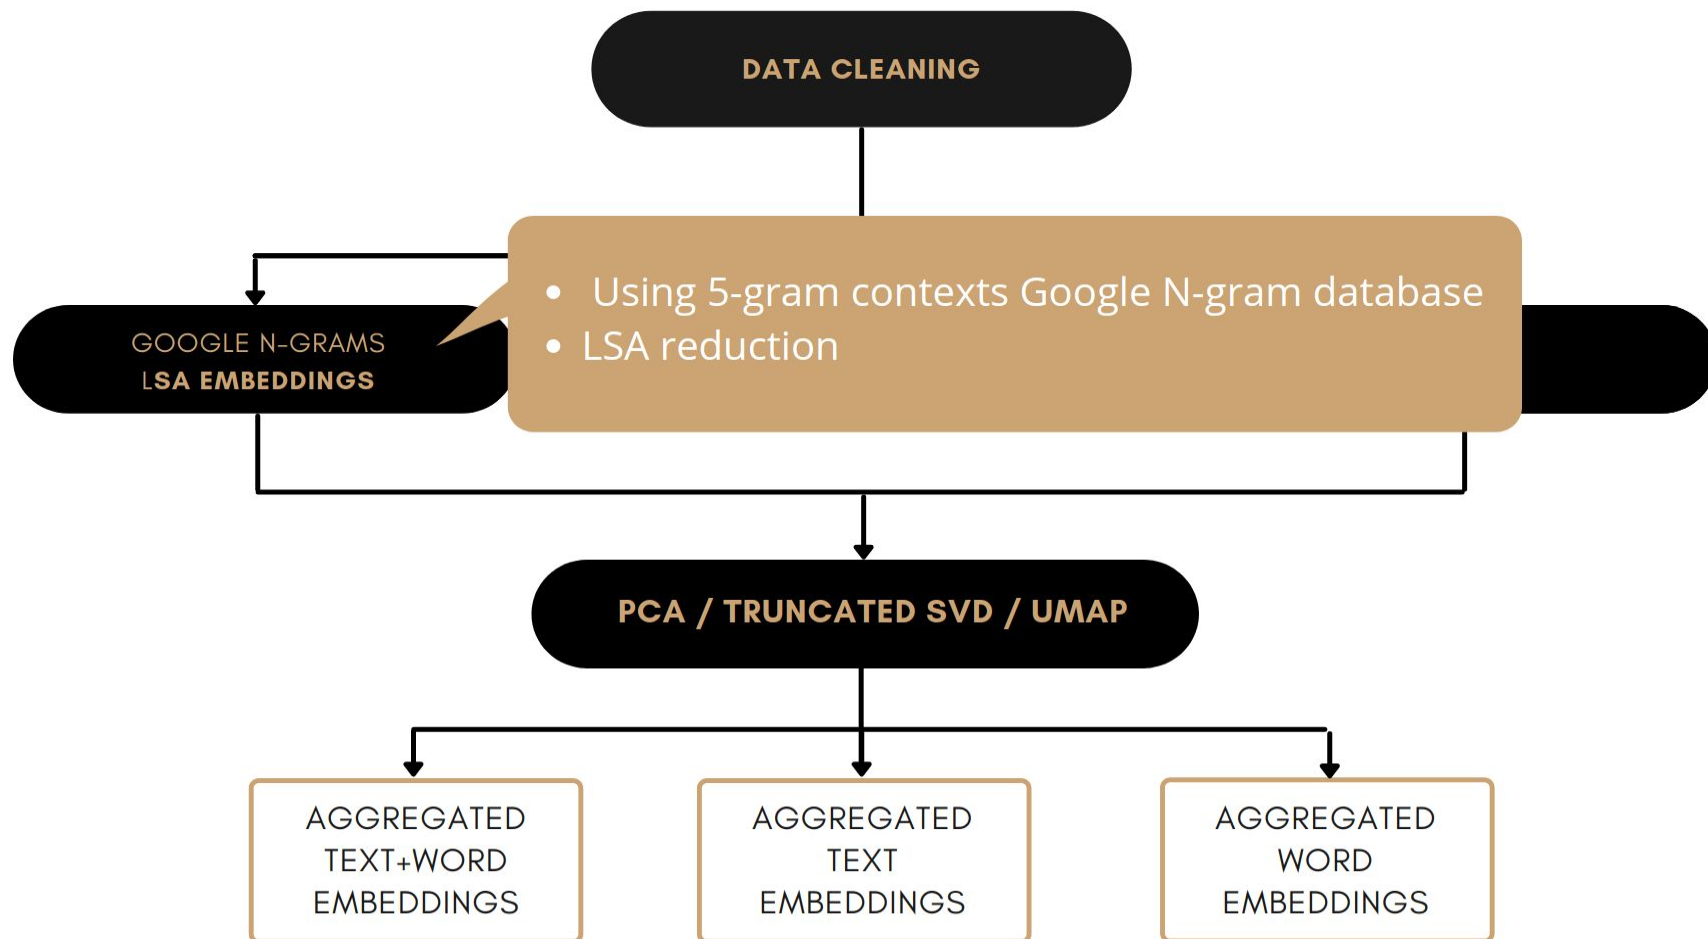 DATA CLEANING
• Using 5-gram contexts Google N-gram database
• LSA reduction
GOOGLE N-GRAMS
LSA EMBEDDINGS
PCA / TRUNCATED SVD / UMAP
AGGREGATED
TEXT+WORD
EMBEDDINGS
AGGREGATED
TEXT
EMBEDDINGS
AGGREGATED
WORD
EMBEDDINGS